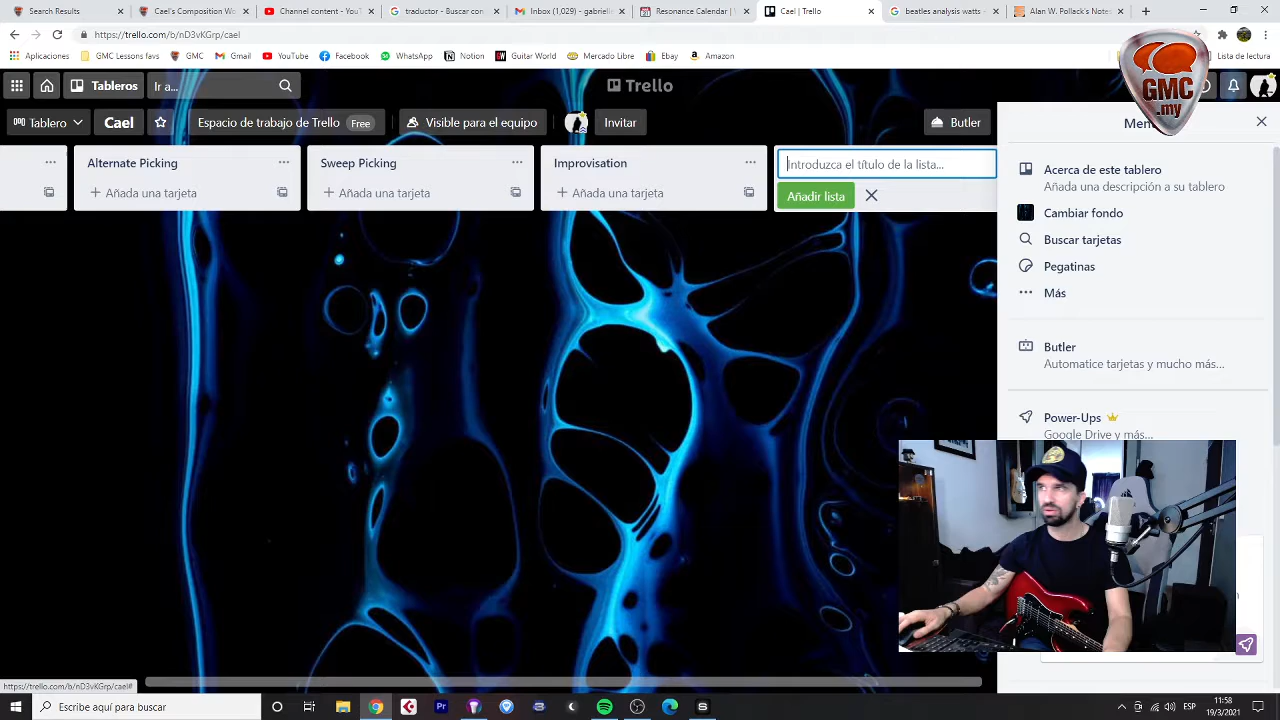 Search Results
Cael's Composition Wo
Channel content - YouT
traductor - Buscar con
Inbox (1,029) - gabrielin
Resonance Calendar | W
Cael | Trello
beatles analysis watts -
Alan W. Pollack's Notes
https://trello.com/b/nD3vKGrp/cael
Aplicaciones
GMC Lessons favs
GMC
Gmail
YouTube
Facebook
WhatsApp
Notion
Guitar World
Mercado Libre
Ebay
Amazon
Lista de lectura
GMC
.my
Tableros
Ir a...
Trello
Tablero
Cael
Espacio de trabajo de Trello
Free
Visible para el equipo
Invitar
Butler
Alternate Picking
Sweep Picking
Improvisation
Introduzca el título de la lista...
Añada una tarjeta
Añada una tarjeta
Añada una tarjeta
Añadir lista
Acerca de este tablero
Añada una descripción a su tablero
Cambiar fondo
Buscar tarjetas
Pegatinas
Más
Butler
Automatice tarjetas y mucho más...
Power-Ups
Google Drive y más...
https://trello.com/b/nD3vKGrp/cael#
Escribe aquí para buscar
11:58
19/3/2021